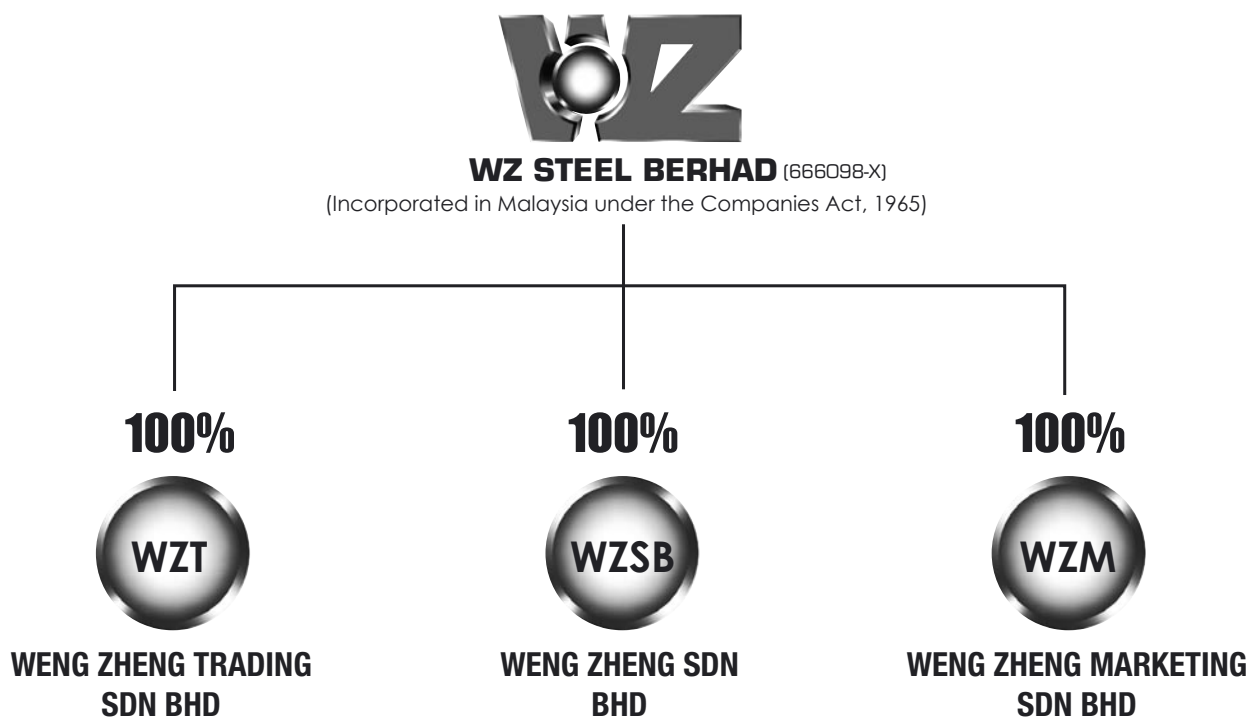 WZ
WZ STEEL BERHAD (666098-X)
(Incorporated in Malaysia under the Companies Act, 1965)
100%
100%
100%
WZT
WZSB
WZM
WENG ZHENG TRADING
SDN BHD
WENG ZHENG SDN
BHD
WENG ZHENG MARKETING
SDN BHD